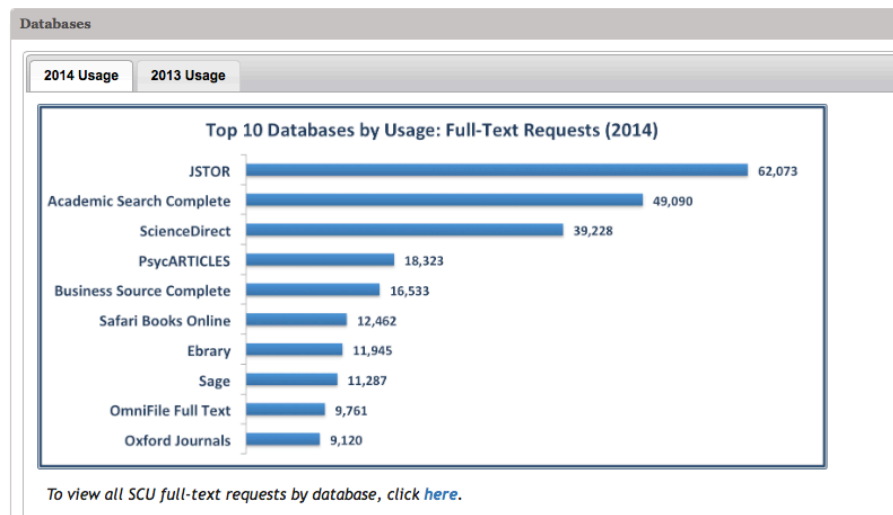 Databases
2014 Usage 2013 Usage
Top 10 Databases by Usage: Full-Text Requests (2014)
JSTOR 62,073
Academic Search Complete 49,090
ScienceDirect 39,228
PsycARTICLES 18,323
Business Source Complete 16,533
Safari Books Online 12,462
Ebrary 11,945
Sage 11,287
OmniFile Full Text 9,761
Oxford Journals 9,120
To view all SCU full-text requests by database, click here.